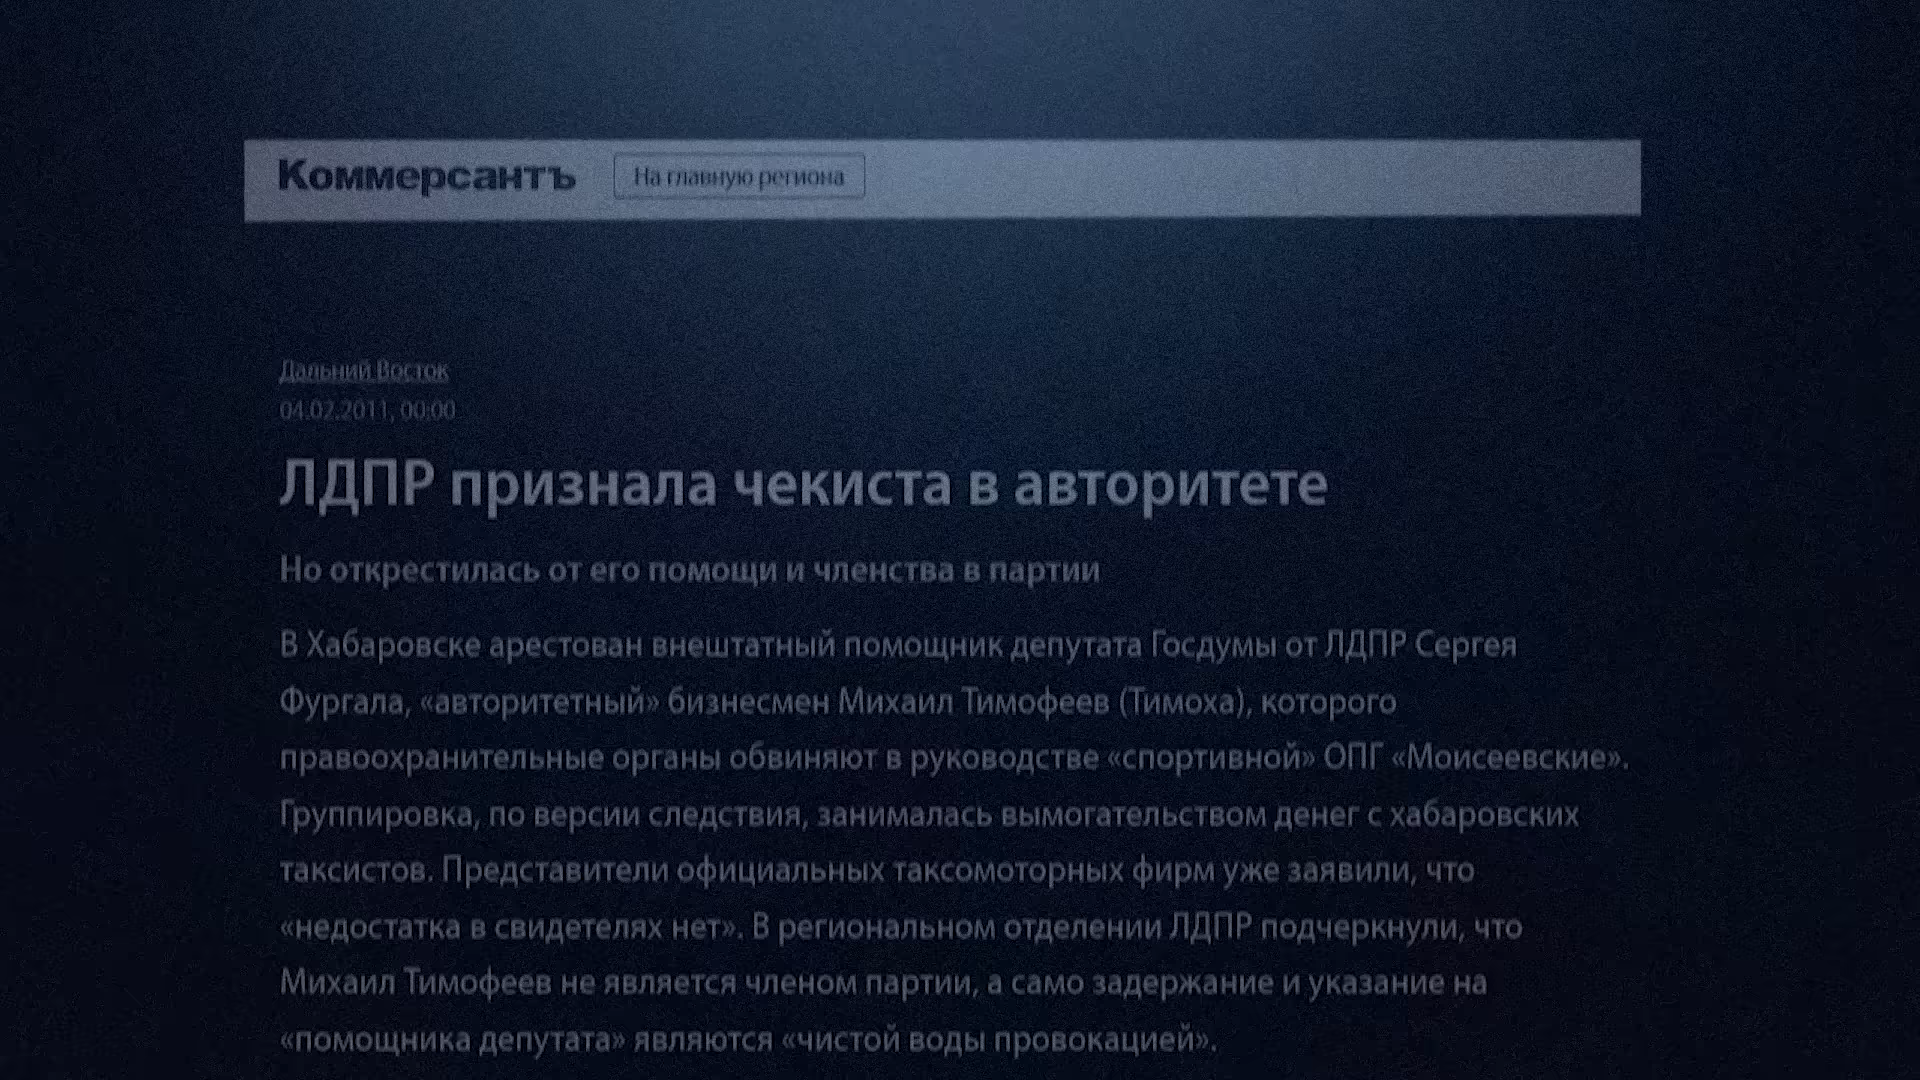 Коммерсантъ
На главную региона
Дальний Восток
04.02.2011, 00:00
ЛДПР признала чекиста в авторитете
Но открестилась от его помощи и членства в партии
В Хабаровске арестован внештатный помощник депутата Госдумы от ЛДПР Сергея
Фургала, «авторитетный» бизнесмен Михаил Тимофеев (Тимоха), которого
правоохранительные органы обвиняют в руководстве «спортивной» ОПГ «Моисеевские».
Группировка, по версии следствия, занималась вымогательством денег с хабаровских
таксистов. Представители официальных таксомоторных фирм уже заявили, что
«недостатка в свидетелях нет». В региональном отделении ЛДПР подчеркнули, что
Михаил Тимофеев не является членом партии, а само задержание и указание на
«помощника депутата» являются «чистой воды провокацией».